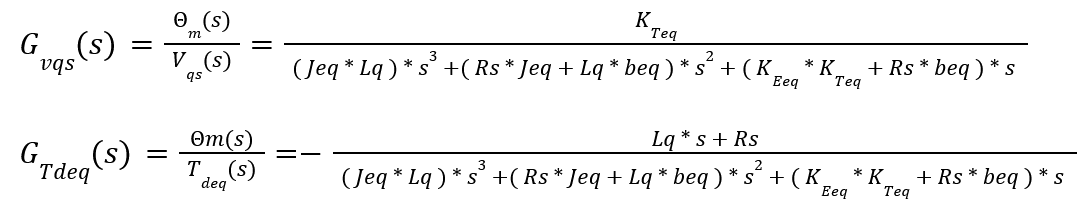 G_vqs(s) = Θ_m(s) / V_qs(s) = K_Teq / ((Jeq * Lq) * s^3 + (Rs * Jeq + Lq * beq) * s^2 + (K_Eeq * K_Teq + Rs * beq) * s)
G_Tdeq(s) = Θm(s) / T_deq(s) = − (Lq * s + Rs) / ((Jeq * Lq) * s^3 + (Rs * Jeq + Lq * beq) * s^2 + (K_Eeq * K_Teq + Rs * beq) * s)